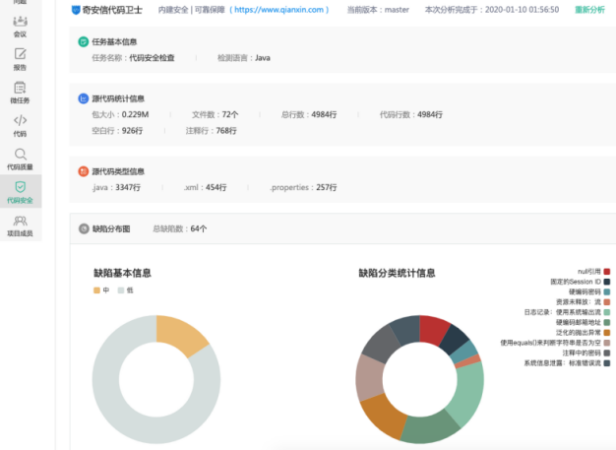 问题
奇安信代码卫士 内建安全 | 可靠保障 ( https://www.qianxin.com ) 当前版本：master 本次分析完成于：2020-01-10 01:56:50 重新分析
会议
报告
微任务
代码
代码质量
代码安全
项目成员
任务基本信息
任务名称：代码安全检查 检测语言：Java
源代码统计信息
包大小：0.229M 文件数：72个 总行数：4984行 代码行数：4984行
空白行：926行 注释行：768行
源代码类型信息
.java：3347行 .xml：454行 .properties：257行
缺陷分布图 总缺陷数：64个
缺陷基本信息
中 低
缺陷分类统计信息
null引用
固定的Session ID
硬编码密码
资源未释放：流
日志记录：使用系统输出流
硬编码邮箱地址
泛化的抛出异常
使用equals()来判断字符串是否为空
注释中的密码
系统信息泄露：标准错误流